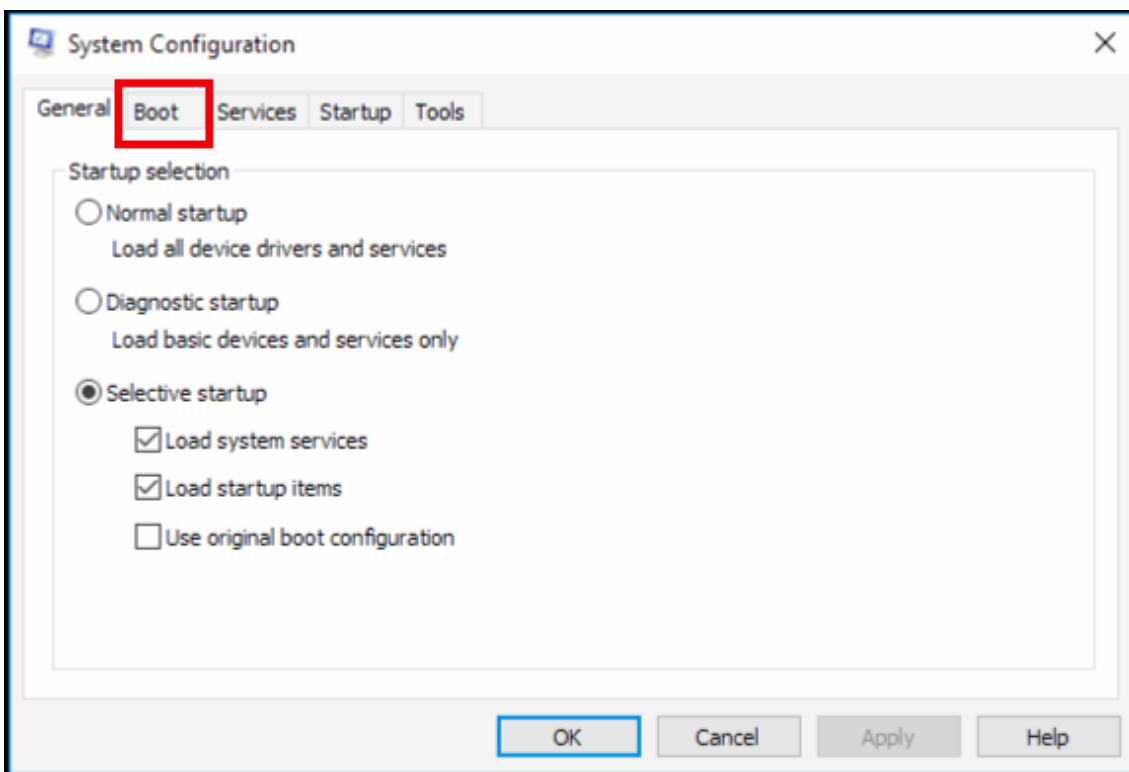 System Configuration
General Boot Services Startup Tools
Startup selection
Normal startup
Load all device drivers and services
Diagnostic startup
Load basic devices and services only
Selective startup
Load system services
Load startup items
Use original boot configuration
OK Cancel Apply Help